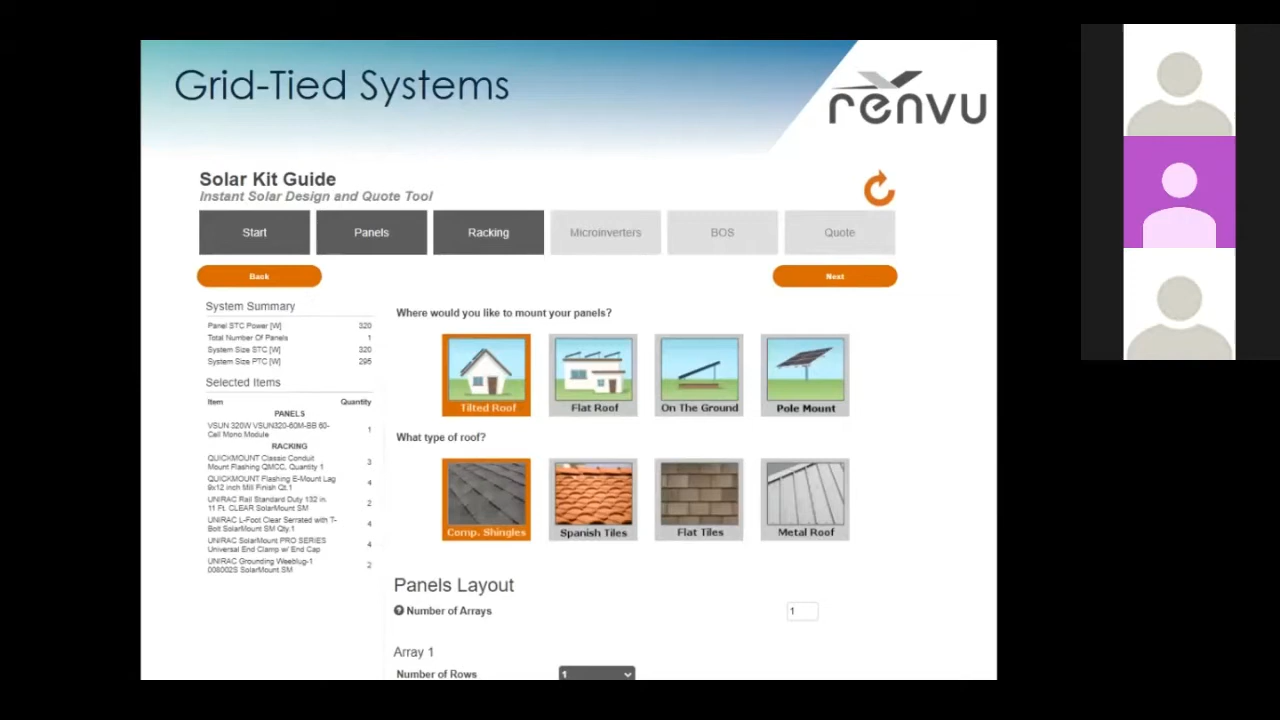 Grid-Tied Systems
renvu
Solar Kit Guide
Instant Solar Design and Quote Tool
Start
Panels
Racking
Microinverters
BOS
Quote
Back
Next
System Summary
Panel STC Power [W] 320
Total Number Of Panels 1
System Size STC [W] 320
System Size PTC [W] 295
Selected Items
Item Quantity
PANELS
VSUN 320W VSUN320-60M-BB 60-
Cell Mono Module 1
RACKING
QUICKMOUNT Classic Conduit
Mount Flashing QMCC, Quantity 1 3
QUICKMOUNT Flashing E-Mount Lag
9x12 inch Mill Finish Qt.1 4
UNIRAC Rail Standard Duty 132 in.
11 Ft. CLEAR SolarMount SM 2
UNIRAC L-Foot Clear Serrated with T-
Bolt SolarMount SM Qty.1 4
UNIRAC SolarMount PRO SERIES
Universal End Clamp w/ End Cap 4
UNIRAC Grounding Weeblug-1
008002S SolarMount SM 2
Where would you like to mount your panels?
Tilted Roof
Flat Roof
On The Ground
Pole Mount
What type of roof?
Comp. Shingles
Spanish Tiles
Flat Tiles
Metal Roof
Panels Layout
? Number of Arrays 1
Array 1
Number of Rows 1